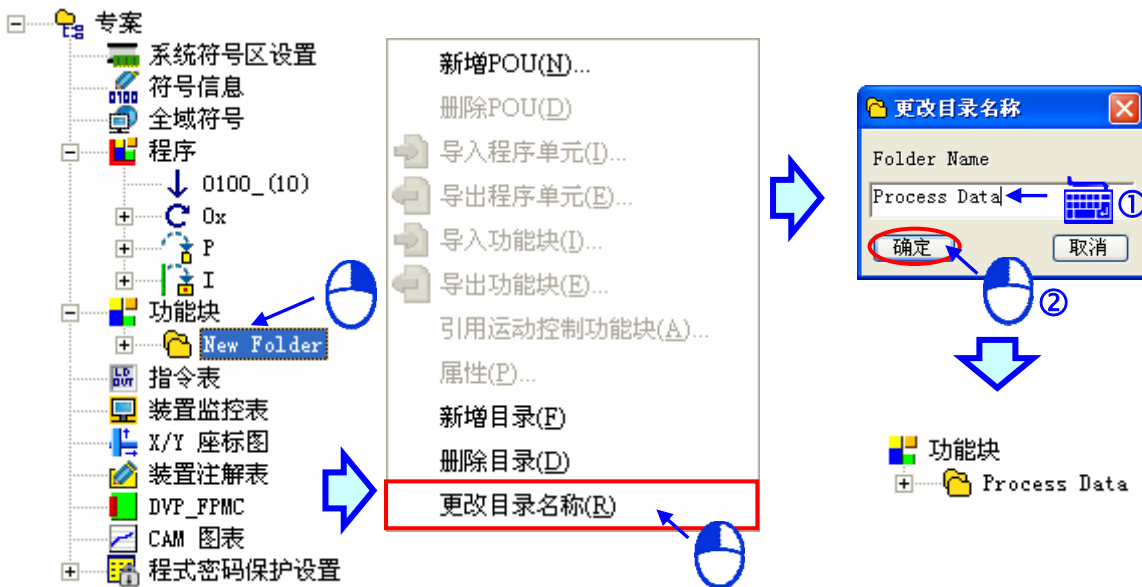 专案
系统符号区设置
符号信息
全域符号
程序
0100_(10)
Ox
P
I
功能块
New Folder
指令表
装置监控表
X/Y 座标图
装置注解表
DVP_FPMC
CAM 图表
程式密码保护设置
新增POU(N)...
删除POU(D)
导入程序单元(I)...
导出程序单元(E)...
导入功能块(I)...
导出功能块(E)...
引用运动控制功能块(A)...
属性(P)...
新增目录(F)
删除目录(D)
更改目录名称(R)
更改目录名称
Folder Name
Process Data
①
确定
取消
②
功能块
Process Data